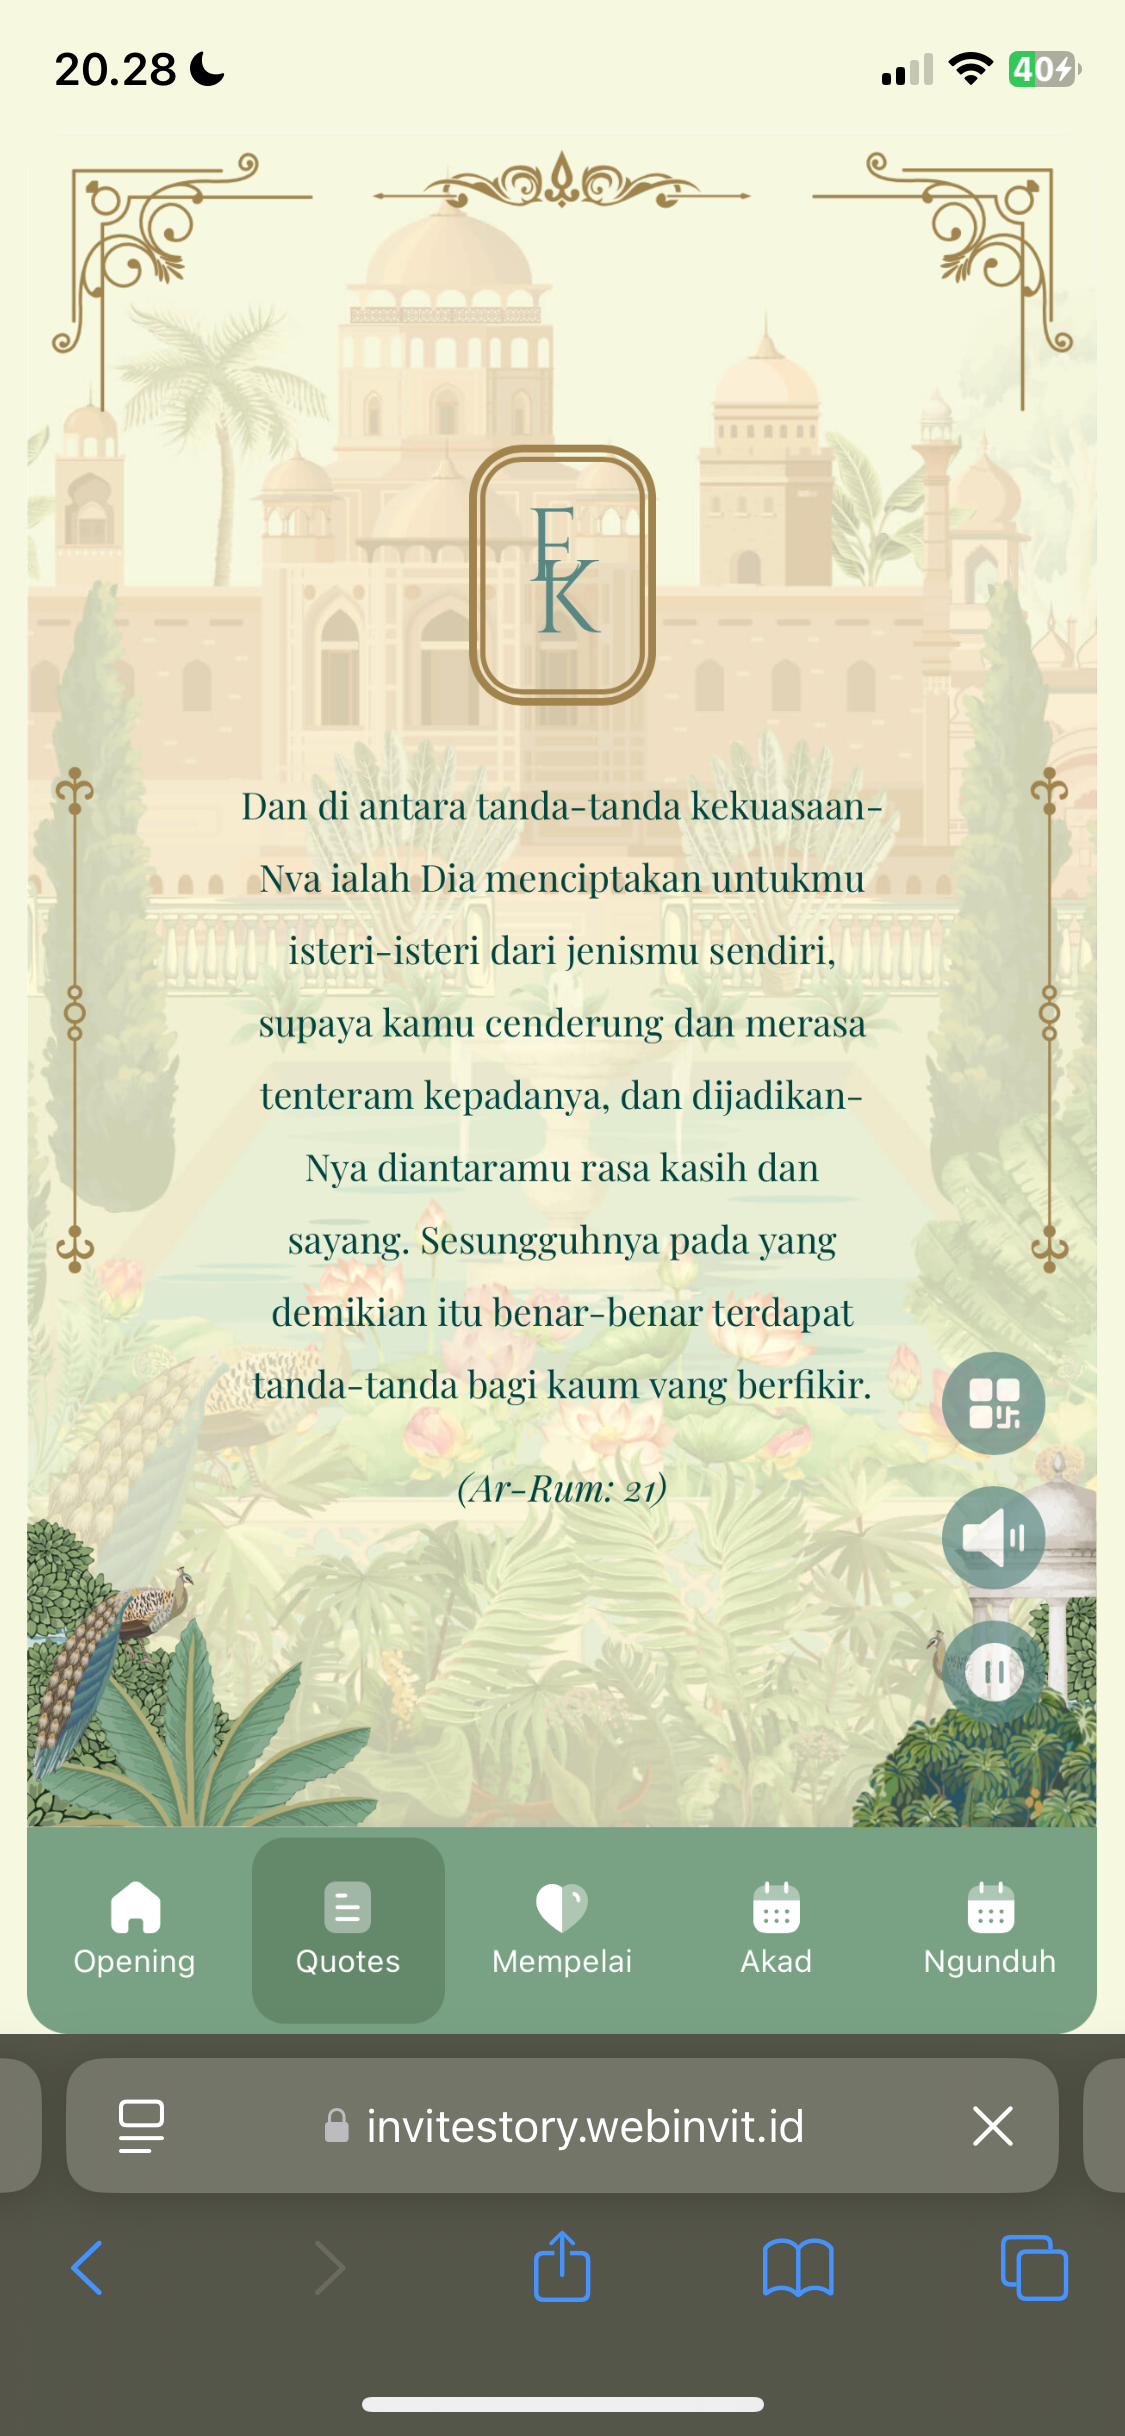 20.28
40
E
K
Dan di antara tanda-tanda kekuasaan-
Nva ialah Dia menciptakan untukmu
isteri-isteri dari jenismu sendiri,
supaya kamu cenderung dan merasa
tenteram kepadanya, dan dijadikan-
Nya diantaramu rasa kasih dan
sayang. Sesungguhnya pada yang
demikian itu benar-benar terdapat
tanda-tanda bagi kaum vang berfikir.
(Ar-Rum: 21)
Opening Quotes Mempelai Akad Ngunduh
invitestory.webinvit.id